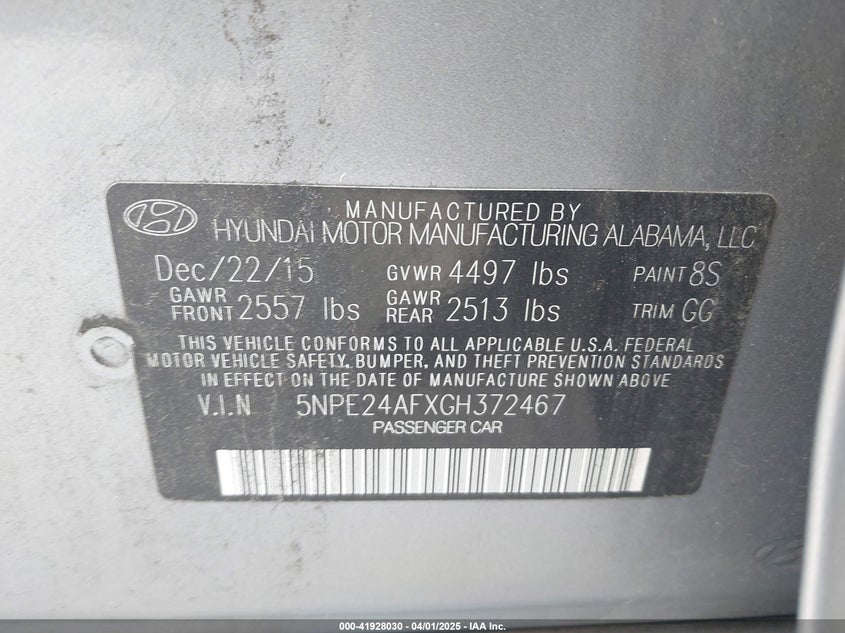 MANUFACTURED BY
HYUNDAI MOTOR MANUFACTURING ALABAMA, LLC
Dec/22/15 GVWR 4497 lbs PAINT 8S
GAWR FRONT 2557 lbs GAWR REAR 2513 lbs TRIM GG
THIS VEHICLE CONFORMS TO ALL APPLICABLE U.S.A. FEDERAL
MOTOR VEHICLE SAFETY, BUMPER, AND THEFT PREVENTION STANDARDS
IN EFFECT ON THE DATE OF MANUFACTURE SHOWN ABOVE
V.I.N 5NPE24AFXGH372467
PASSENGER CAR
000-41928030 - 04/01/2025 - IAA Inc.